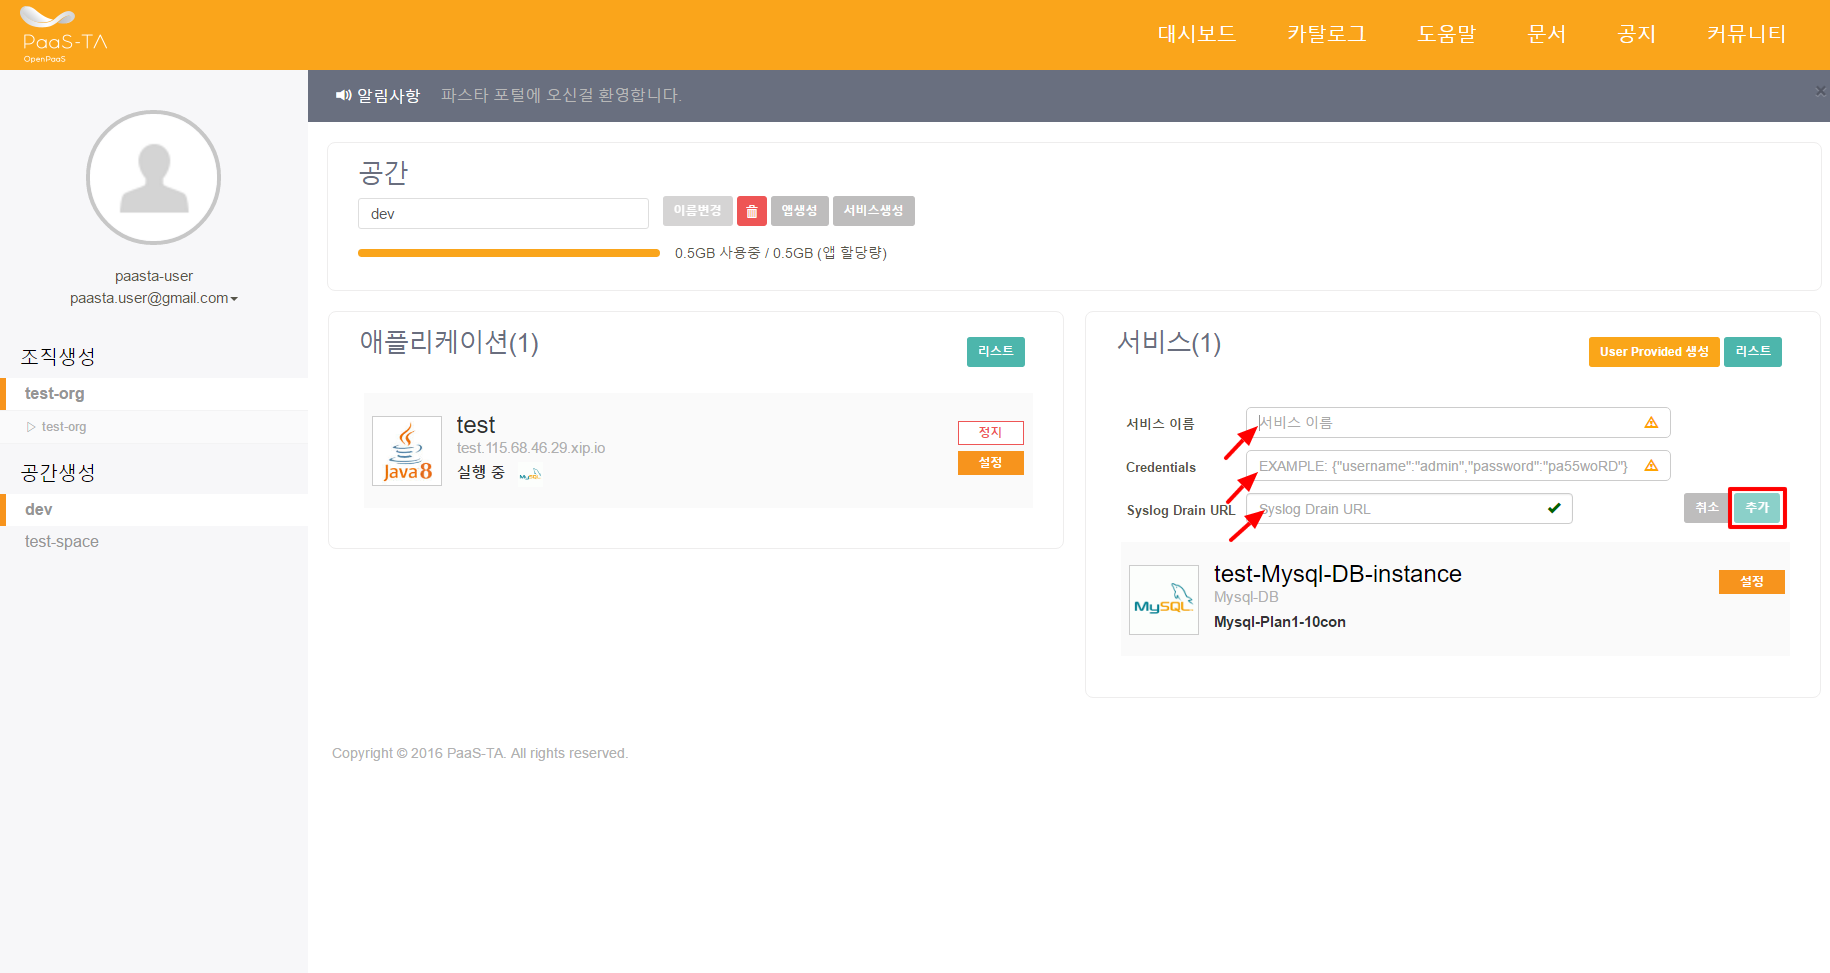 PaaS-TA
OpenPaaS
대시보드 카탈로그 도움말 문서 공지 커뮤니티
알림사항 파스타 포털에 오신걸 환영합니다. ×
paasta-user
paasta.user@gmail.com
조직생성
test-org
test-org
공간생성
dev
test-space
공간
dev 이름변경 앱생성 서비스생성
0.5GB 사용중 / 0.5GB (앱 할당량)
애플리케이션(1)
리스트
Java 8
test
test.115.68.46.29.xip.io
실행 중 MySQL
정지
설정
서비스(1)
User Provided 생성 리스트
서비스 이름 서비스 이름
Credentials EXAMPLE: {"username":"admin","password":"pa55woRD"}
Syslog Drain URL Syslog Drain URL 취소 추가
MySQL
test-Mysql-DB-instance
Mysql-DB
Mysql-Plan1-10con
설정
Copyright © 2016 PaaS-TA. All rights reserved.